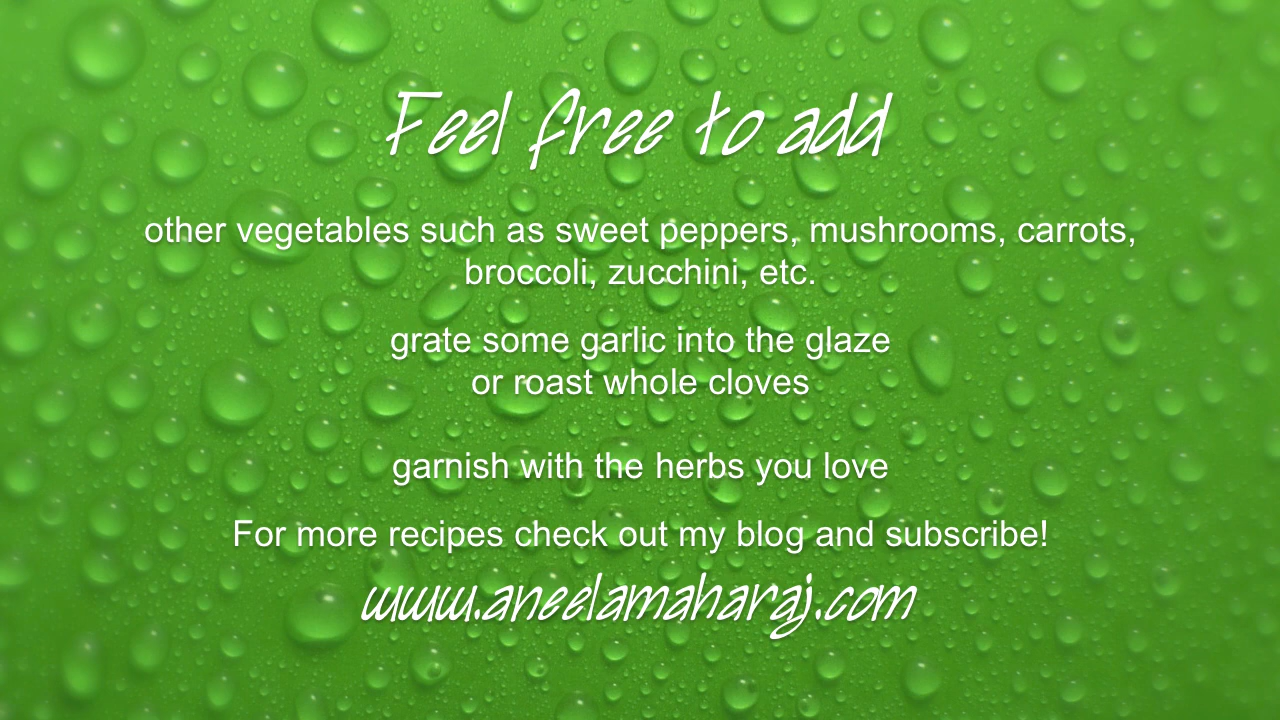 Feel free to add
other vegetables such as sweet peppers, mushrooms, carrots,
broccoli, zucchini, etc.
grate some garlic into the glaze
or roast whole cloves
garnish with the herbs you love
For more recipes check out my blog and subscribe!
www.aneelamaharaj.com